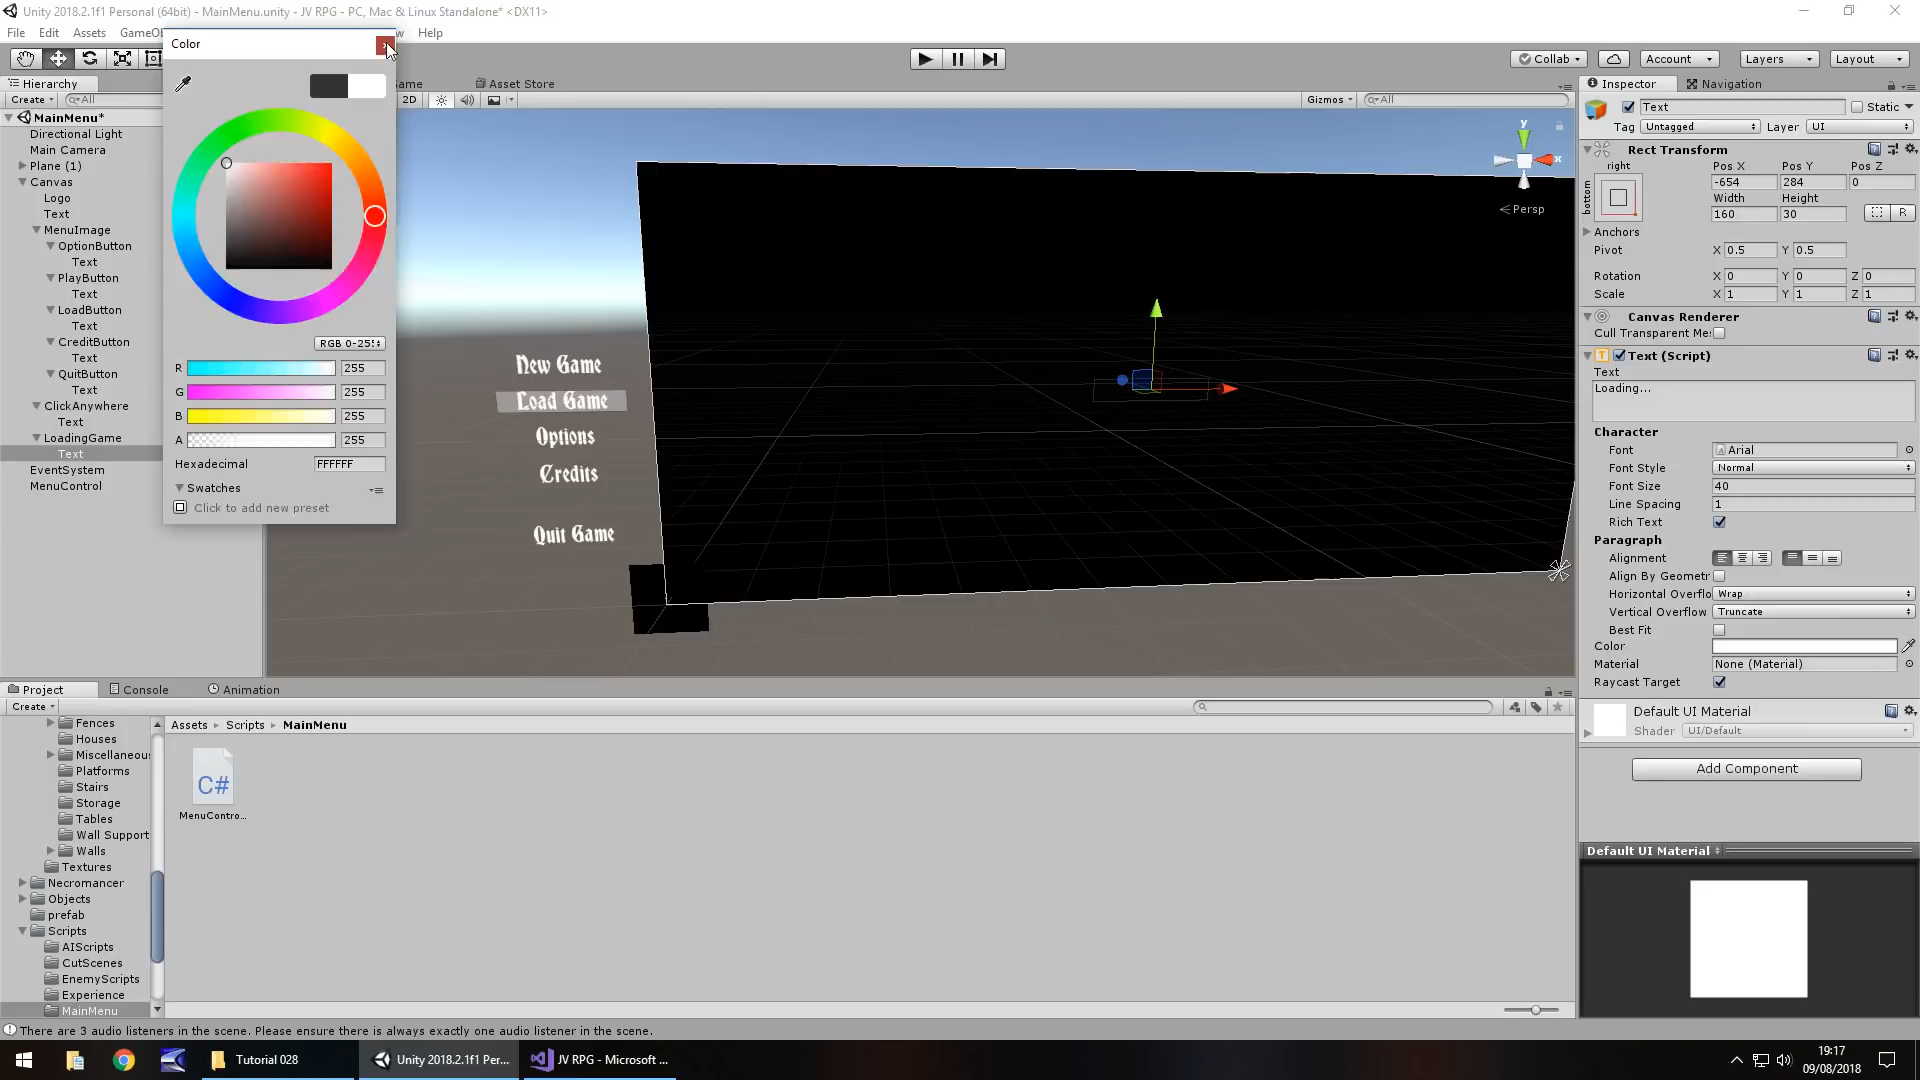 Unity 2018.2.1f1 Personal (64bit) - MainMenu.unity - JV RPG - PC, Mac & Linux Standalone* <DX11>
File Edit Assets GameOb w Help
Color
Collab Account Layers Layout
Hierarchy
ame Asset Store
Inspector Navigation
Create All
2D
Gizmos All
Text Static
Tag Untagged Layer UI
MainMenu*
Directional Light
Main Camera
Plane (1)
Canvas
Logo
Text
MenuImage
OptionButton
Text
PlayButton
Text
LoadButton
Text
CreditButton
Text
QuitButton
Text
ClickAnywhere
Text
LoadingGame
Text
EventSystem
MenuControl
RGB 0-25
R 255
G 255
B 255
A 255
Hexadecimal FFFFFF
Swatches
Click to add new preset
y
x
Persp
New Game
Load Game
Options
Credits
Quit Game
Rect Transform
right Pos X Pos Y Pos Z
bottom -654 284 0
Width Height
160 30 R
Anchors
Pivot X 0.5 Y 0.5
Rotation X 0 Y 0 Z 0
Scale X 1 Y 1 Z 1
Canvas Renderer
Cull Transparent Me
Text (Script)
Text
Loading...
Character
Font Arial
Font Style Normal
Font Size 40
Line Spacing 1
Rich Text
Paragraph
Alignment
Align By Geometr
Horizontal Overflo Wrap
Vertical Overflow Truncate
Best Fit
Color
Material None (Material)
Raycast Target
Default UI Material
Shader UI/Default
Add Component
Default UI Material
Project Console Animation
Create
Assets Scripts MainMenu
C#
MenuContro...
Fences
Houses
Miscellaneous
Platforms
Stairs
Storage
Tables
Wall Support
Walls
Textures
Necromancer
Objects
prefab
Scripts
AIScripts
CutScenes
EnemyScripts
Experience
MainMenu
There are 3 audio listeners in the scene. Please ensure there is always exactly one audio listener in the scene.
Tutorial 028 Unity 2018.2.1f1 Per... JV RPG - Microsoft ...
19:17
09/08/2018